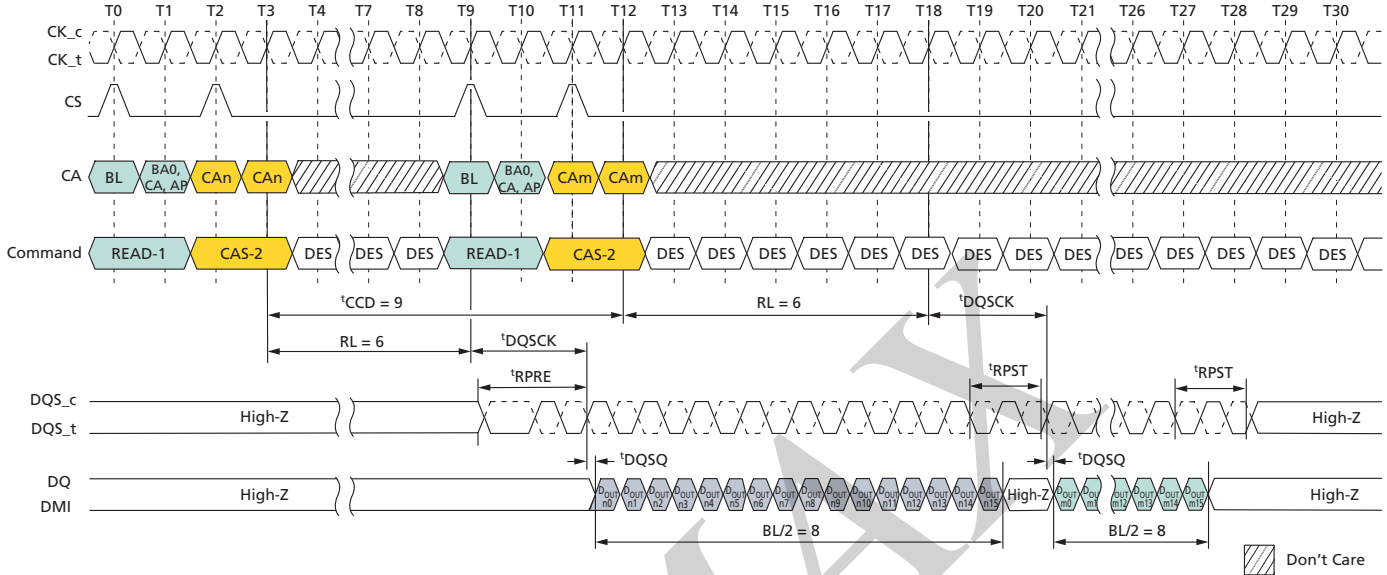 T0 T1 T2 T3 T4 T7 T8 T9 T10 T11 T12 T13 T14 T15 T16 T17 T18 T19 T20 T21 T26 T27 T28 T29 T30
CK_c
CK_t
CS
CA BL BA0, CA, AP CAn CAn BL BA0, CA, AP CAm CAm
Command READ-1 CAS-2 DES DES DES READ-1 CAS-2 DES DES DES DES DES DES DES DES DES DES DES DES DES DES
tCCD = 9 RL = 6 tDQSCK
RL = 6 tDQSCK
tRPRE tRPST tRPST
DQS_c
DQS_t
High-Z High-Z
tDQSQ tDQSQ
DQ
DMI
High-Z DOUT n0 DOUT n1 DOUT n2 DOUT n3 DOUT n4 DOUT n5 DOUT n6 DOUT n7 DOUT n8 DOUT n9 DOUT n10 DOUT n11 DOUT n12 DOUT n13 DOUT n14 DOUT n15 High-Z DOUT m0 DOUT m1 DOUT m12 DOUT m13 DOUT m14 DOUT m15 High-Z
BL/2 = 8 BL/2 = 8
Don't Care